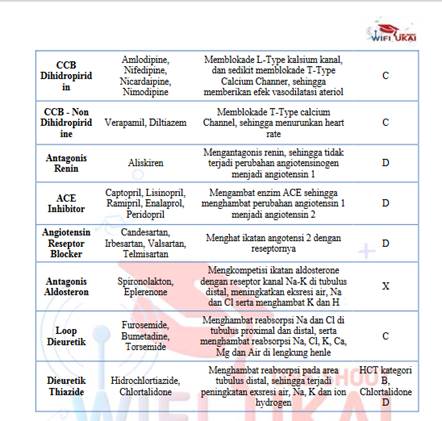 WIFI UKAI
CCB
Dihidropirid
in
Amlodipine,
Nifedipine,
Nicardaipine,
Nimodipine
Memblokade L-Type kalsium kanal,
dan sedikit memblokade T-Type
Calcium Channer, sehingga
memberikan efek vasodilatasi ateriol
C
CCB - Non
Dihidropirid
ine
Verapamil, Diltiazem
Memblokade T-Type calcium
Channel, sehingga menurunkan heart
rate
C
Antagonis
Renin
Aliskiren
Mengantagonis renin, sehingga tidak
terjadi perubahan angiotensinogen
menjadi angiotensin 1
D
ACE
Inhibitor
Captopril, Lisinopril,
Ramipril, Enalaprol,
Peridopril
Mengambat enzim ACE sehingga
menghambat perubahan angiotensin 1
menjadi angiotensin 2
D
Angiotensin
Reseptor
Blocker
Candesartan,
Irbesartan, Valsartan,
Telmisartan
Menghat ikatan angotensi 2 dengan
reseptornya
D
Antagonis
Aldosteron
Spironolakton,
Eplerenone
Mengkompetisi ikatan aldosterone
dengan reseptor kanal Na-K di tubulus
distal, meningkatkan eksresi air, Na
dan Cl serta menghambat K dan H
X
Loop
Dieuretik
Furosemide,
Bumetadine,
Torsemide
Menghambat reabsorpsi Na dan Cl di
tubulus proximal dan distal, serta
menghambat reabsorpsi Na, Cl, K, Ca,
Mg dan Air di lengkung henle
C
Dieuretik
Thiazide
Hidrochlortiazide,
Chlortalidone
Menghambat reabsorpsi pada area
tubulus distal, sehingga terjadi
peningkatan eksresi air, Na, K dan ion
hydrogen
HCT kategori
B,
Chlortalidone
D
WIFI UKAI